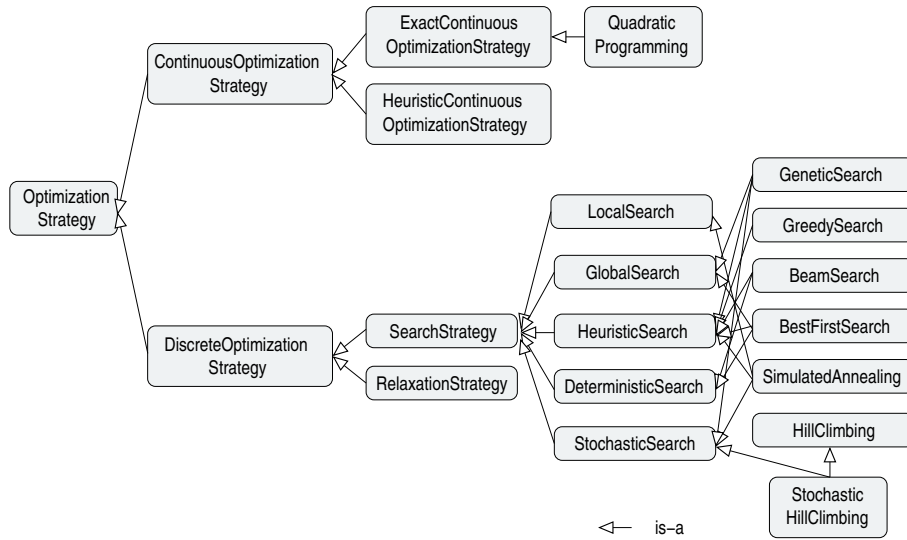 ExactContinuous
OptimizationStrategy
Quadratic
Programming
ContinuousOptimization
Strategy
HeuristicContinuous
OptimizationStrategy
Optimization
Strategy
DiscreteOptimization
Strategy
SearchStrategy
RelaxationStrategy
LocalSearch
GlobalSearch
HeuristicSearch
DeterministicSearch
StochasticSearch
GeneticSearch
GreedySearch
BeamSearch
BestFirstSearch
SimulatedAnnealing
HillClimbing
Stochastic
HillClimbing
is-a